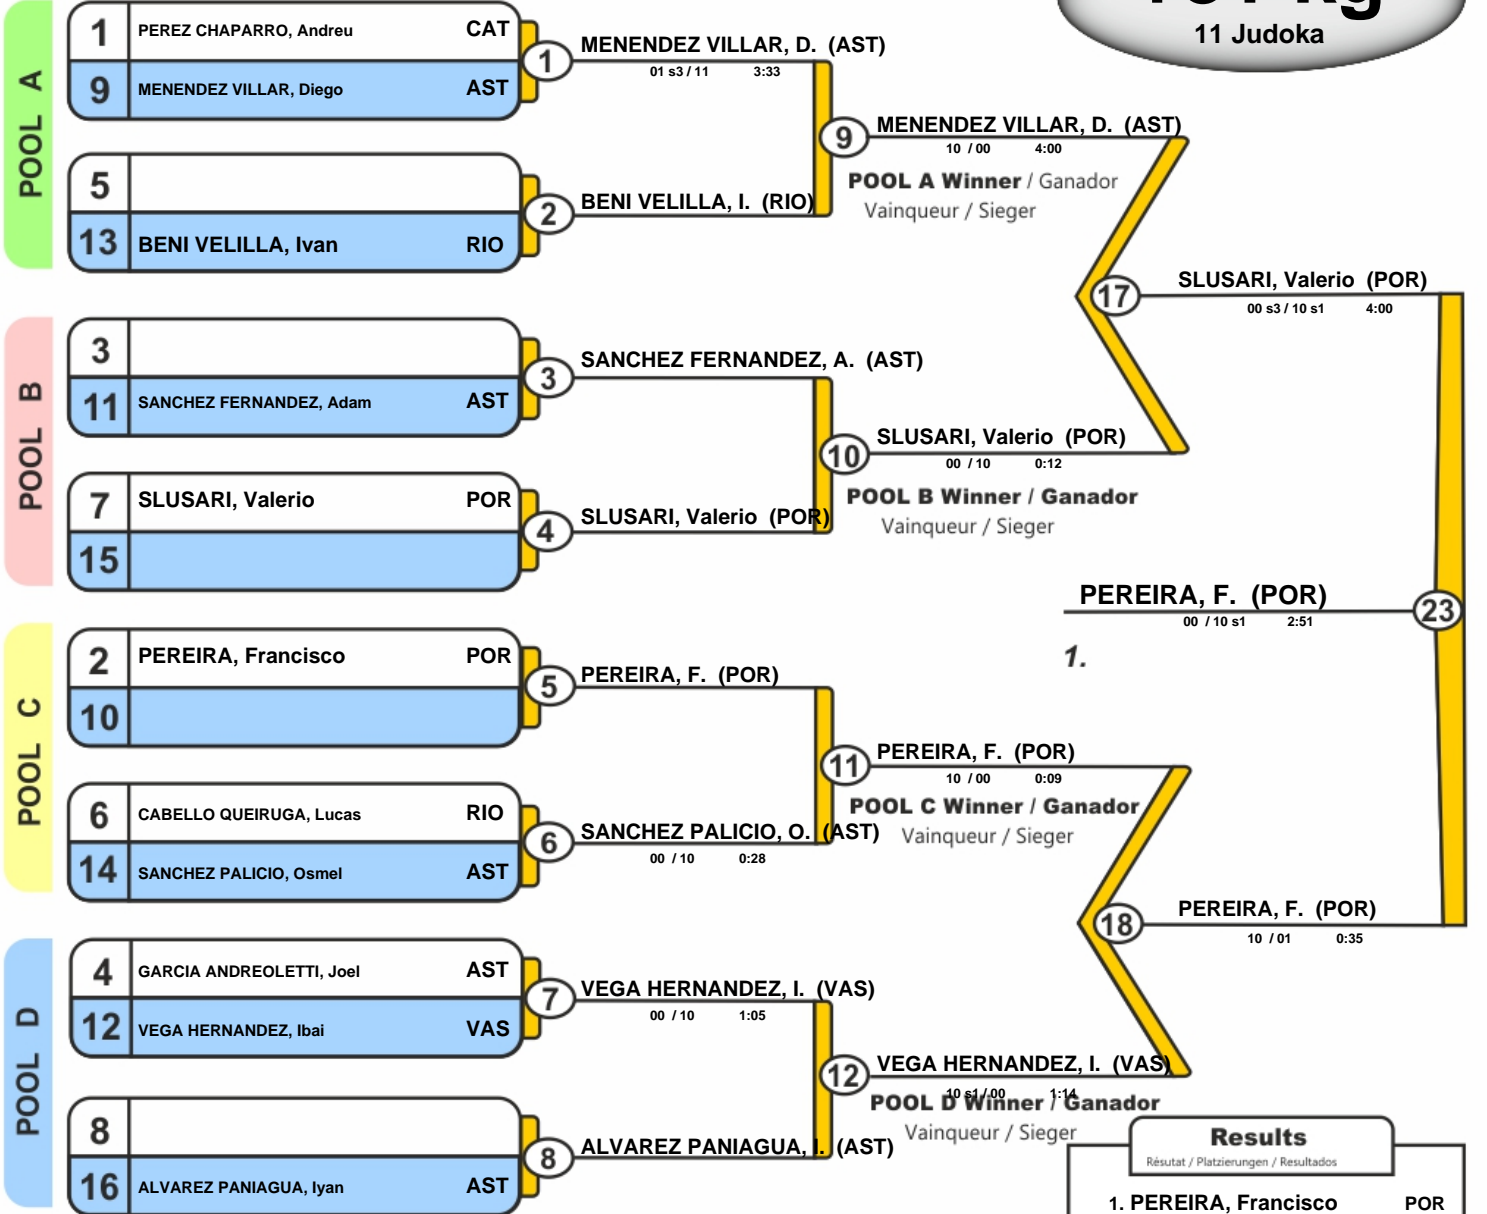 11 Judoka
POOL A
1 PEREZ CHAPARRO, Andreu CAT
9 MENENDEZ VILLAR, Diego AST
1 MENENDEZ VILLAR, D. (AST)
01 s3 / 11 3:33
5
13 BENI VELILLA, Ivan RIO
2 BENI VELILLA, I. (RIO)
9 MENENDEZ VILLAR, D. (AST)
10 / 00 4:00
POOL A Winner / Ganador
Vainqueur / Sieger
POOL B
3
11 SANCHEZ FERNANDEZ, Adam AST
3 SANCHEZ FERNANDEZ, A. (AST)
7 SLUSARI, Valerio POR
15
4 SLUSARI, Valerio (POR)
10 SLUSARI, Valerio (POR)
00 / 10 0:12
POOL B Winner / Ganador
Vainqueur / Sieger
17 SLUSARI, Valerio (POR)
00 s3 / 10 s1 4:00
PEREIRA, F. (POR) 23
00 / 10 s1 2:51
1.
POOL C
2 PEREIRA, Francisco POR
10
5 PEREIRA, F. (POR)
6 CABELLO QUEIRUGA, Lucas RIO
14 SANCHEZ PALICIO, Osmel AST
6 SANCHEZ PALICIO, O. (AST)
00 / 10 0:28
11 PEREIRA, F. (POR)
10 / 00 0:09
POOL C Winner / Ganador
Vainqueur / Sieger
18 PEREIRA, F. (POR)
10 / 01 0:35
POOL D
4 GARCIA ANDREOLETTI, Joel AST
12 VEGA HERNANDEZ, Ibai VAS
7 VEGA HERNANDEZ, I. (VAS)
00 / 10 1:05
8
16 ALVAREZ PANIAGUA, Iyan AST
8 ALVAREZ PANIAGUA, I. (AST)
12 VEGA HERNANDEZ, I. (VAS)
10 s1 / 00 1:14
POOL D Winner / Ganador
Vainqueur / Sieger
Results
Résutat / Platzierungen / Resultados
1. PEREIRA, Francisco POR